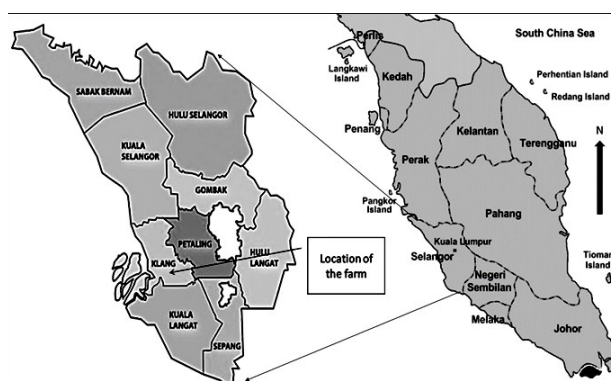 SABAK BERNAM
HULU SELANGOR
KUALA
SELANGOR
GOMBAK
PETALING
KLANG
HULU
LANGAT
KUALA
LANGAT
SEPANG
Location of
the farm
South China Sea
Perlis
Langkawi
Island
Kedah
Perhentian Island
Redang Island
Penang
Kelantan
Terengganu
N
Perak
Pangkor
Island
Pahang
Kuala Lumpur
Selangor
Tioman
Island
Negeri
Sembilan
Melaka
Johor